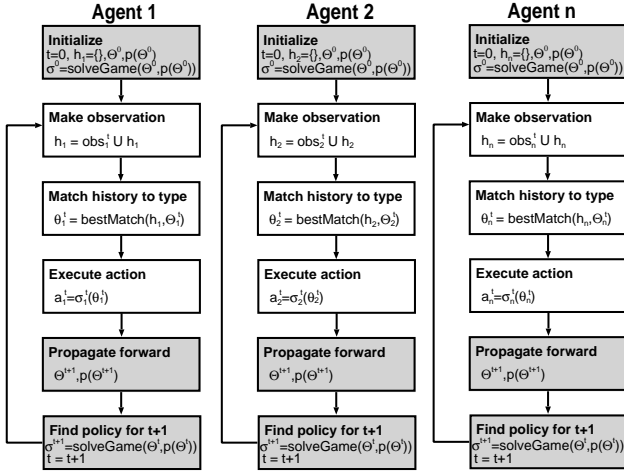 Agent 1
Initialize
t=0, h₁={},Θ⁰,p(Θ⁰)
σ⁰=solveGame(Θ⁰,p(Θ⁰))
Make observation
h₁ = obs₁ᵗ U h₁
Match history to type
θ₁ᵗ = bestMatch(h₁,Θ₁ᵗ)
Execute action
a₁ᵗ=σ₁ᵗ(θ₁ᵗ)
Propagate forward
Θᵗ⁺¹,p(Θᵗ⁺¹)
Find policy for t+1
σᵗ⁺¹=solveGame(Θᵗ,p(Θᵗ))
t = t+1
Agent 2
Initialize
t=0, h₂={},Θ⁰,p(Θ⁰)
σ⁰=solveGame(Θ⁰,p(Θ⁰))
Make observation
h₂ = obs₂ᵗ U h₂
Match history to type
θ₂ᵗ = bestMatch(h₂,Θ₂ᵗ)
Execute action
a₂ᵗ=σ₂ᵗ(θ₂ᵗ)
Propagate forward
Θᵗ⁺¹,p(Θᵗ⁺¹)
Find policy for t+1
σᵗ⁺¹=solveGame(Θᵗ,p(Θᵗ))
t = t+1
Agent n
Initialize
t=0, hₙ={},Θ⁰,p(Θ⁰)
σ⁰=solveGame(Θ⁰,p(Θ⁰))
Make observation
hₙ = obsₙᵗ U hₙ
Match history to type
θₙᵗ = bestMatch(hₙ,Θₙᵗ)
Execute action
aₙᵗ=σₙᵗ(θₙᵗ)
Propagate forward
Θᵗ⁺¹,p(Θᵗ⁺¹)
Find policy for t+1
σᵗ⁺¹=solveGame(Θᵗ,p(Θᵗ))
t = t+1